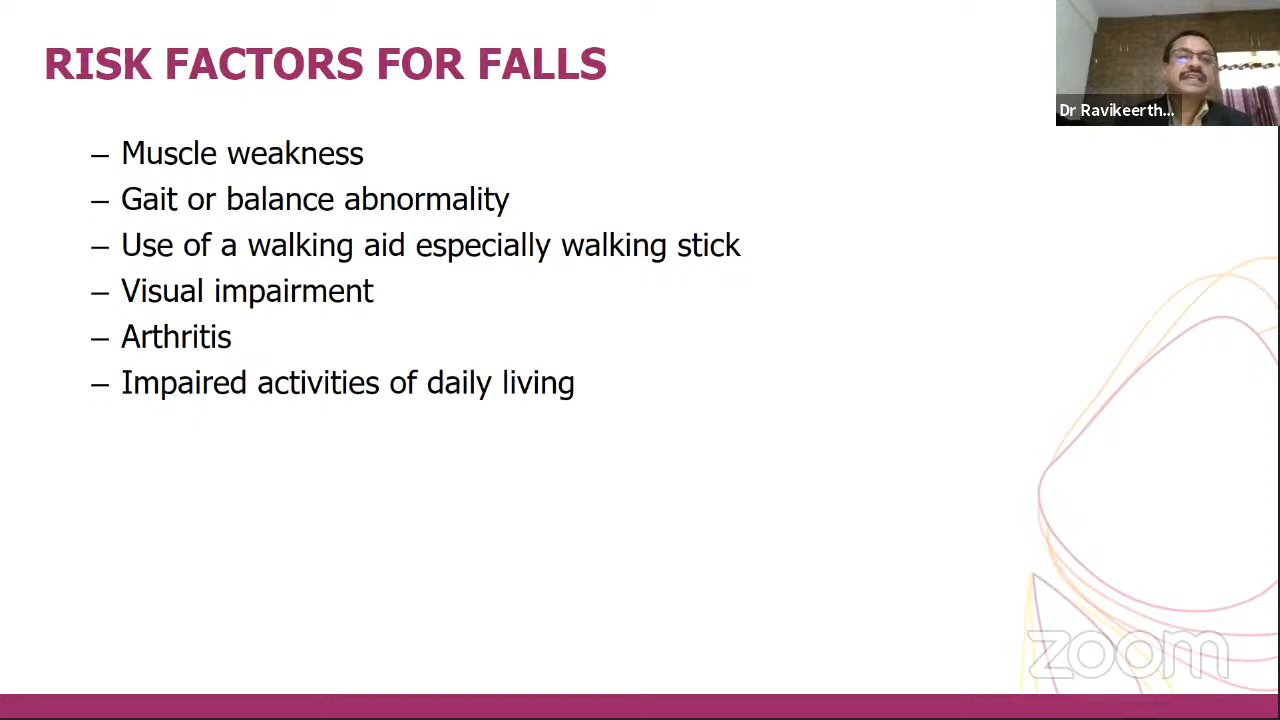 RISK FACTORS FOR FALLS
Dr Ravikeerth...
– Muscle weakness
– Gait or balance abnormality
– Use of a walking aid especially walking stick
– Visual impairment
– Arthritis
– Impaired activities of daily living
zoom